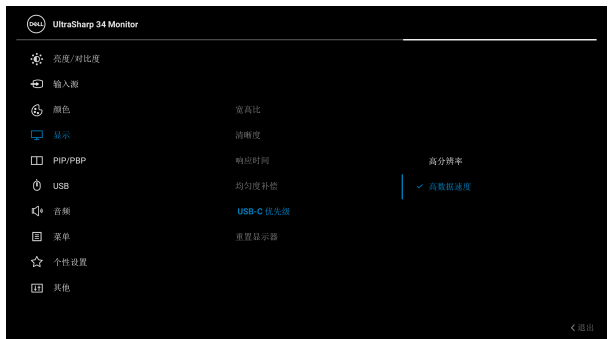 DELL UltraSharp 34 Monitor
亮度/对比度
输入源
颜色 宽高比
显示 清晰度
PIP/PBP 响应时间 高分辨率
USB 均匀度补偿 高数据速度
音频 USB-C 优先级
菜单 重置显示器
个性设置
其他
退出